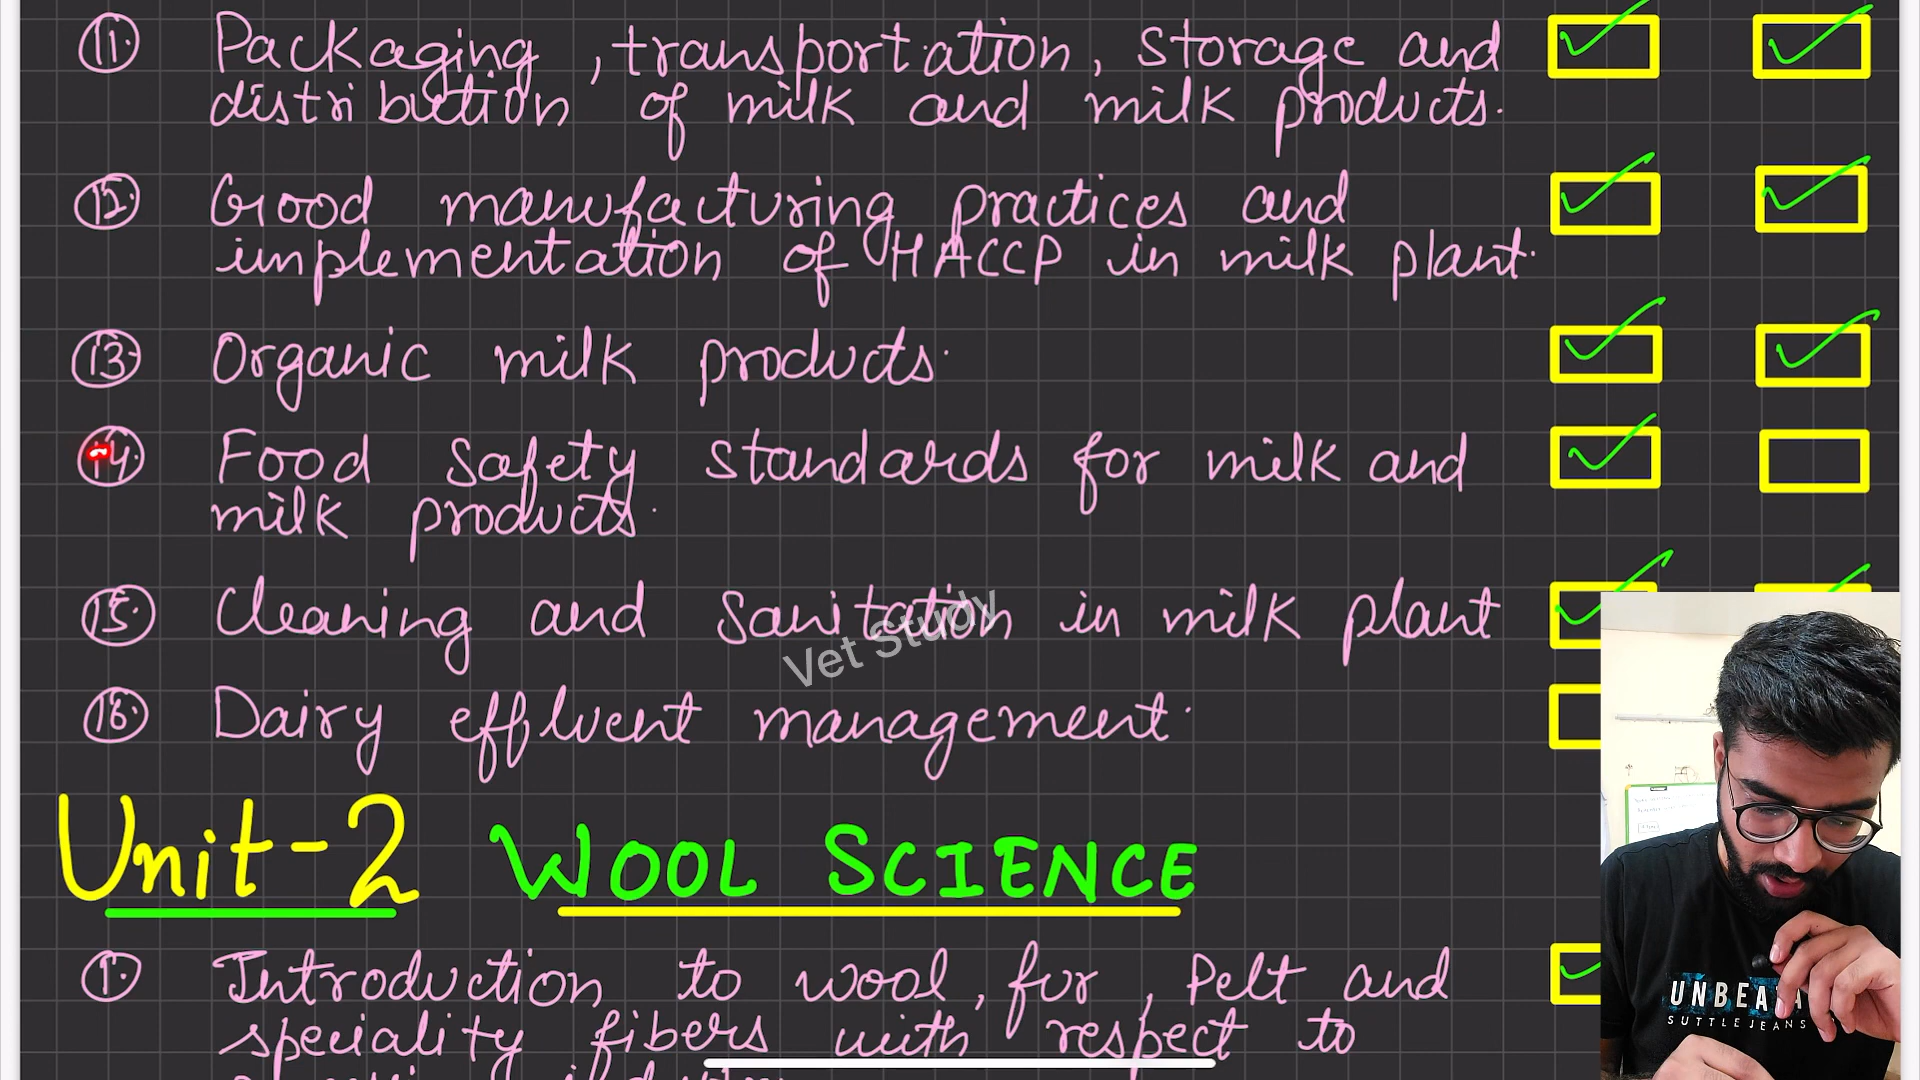 11. Packaging, transportation, storage and
distribution of milk and milk products.
12. Good manufacturing practices and
implementation of HACCP in milk plant.
13. Organic milk products.
14. Food Safety standards for milk and
milk products.
15. Cleaning and Sanitation in milk plant
Vet Study
16. Dairy effluent management.
Unit-2 WOOL SCIENCE
1. Introduction to wool, fur, Pelt and
speciality fibers with respect to
UNBEA
SUTTLE JEANS